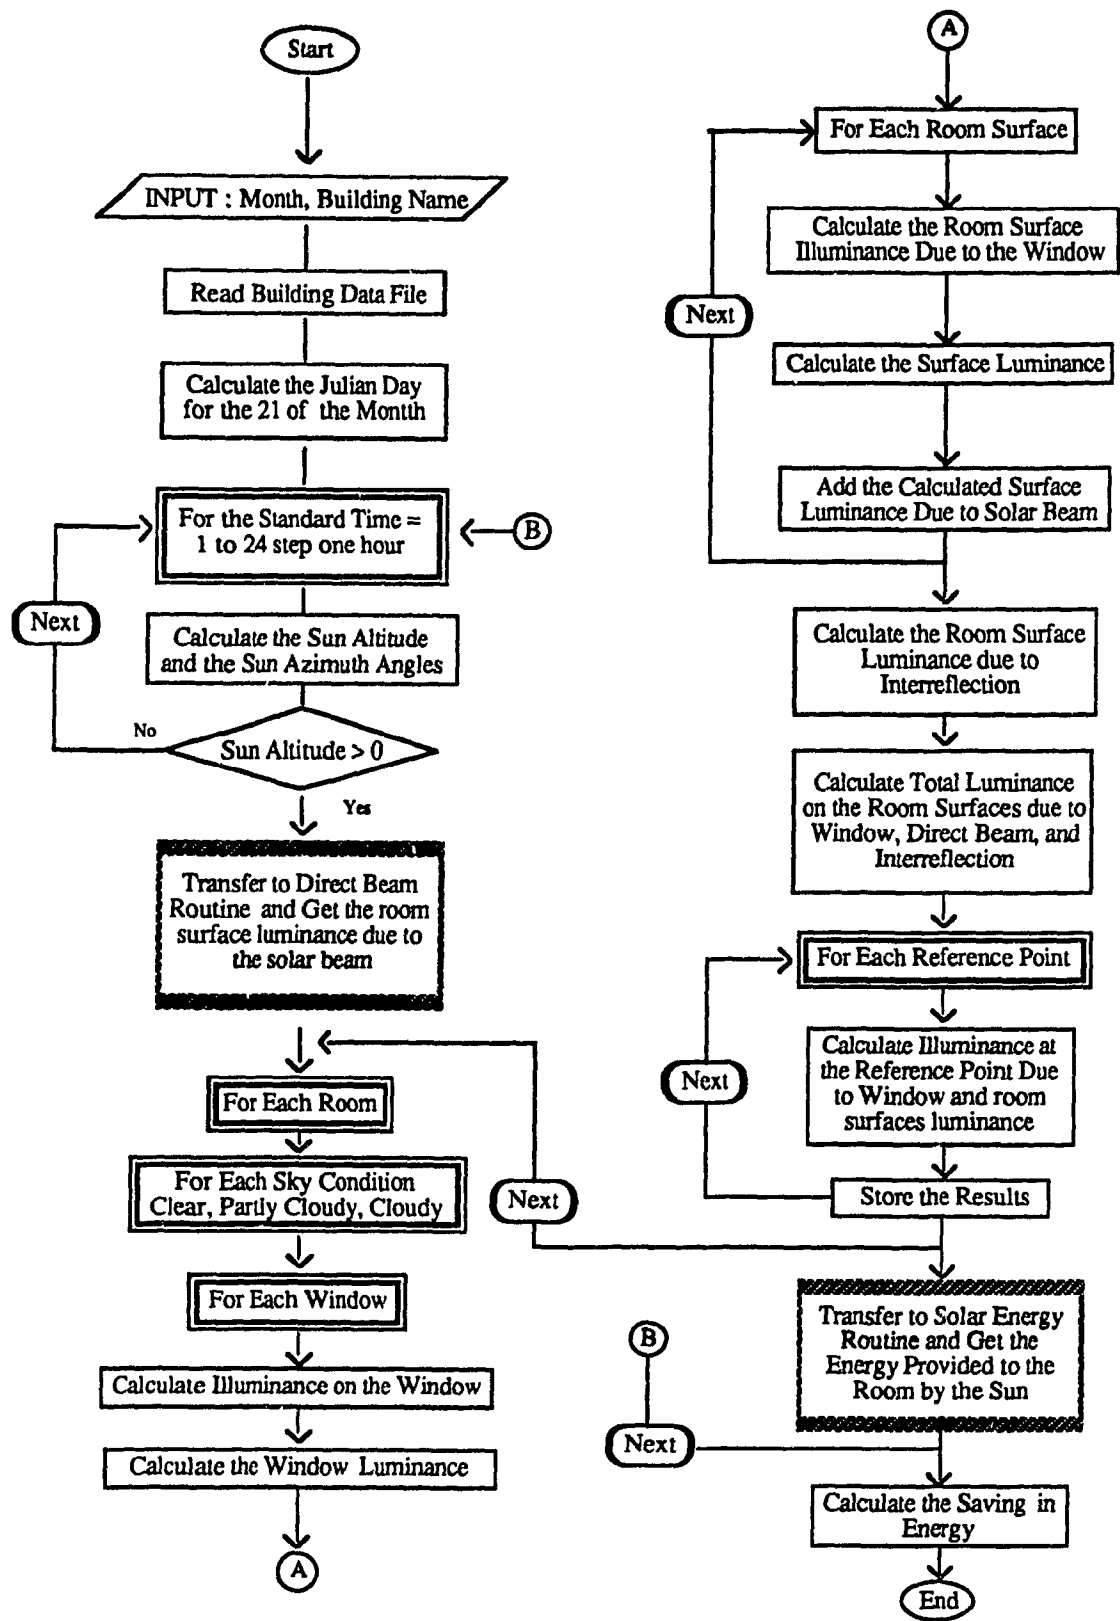 Start
INPUT : Month, Building Name
Read Building Data File
Calculate the Julian Day
for the 21 of the Montth
For the Standard Time =
1 to 24 step one hour
B
Next
Calculate the Sun Altitude
and the Sun Azimuth Angles
No
Sun Altitude > 0
Yes
Transfer to Direct Beam
Routine and Get the room
surface luminance due to
the solar beam
For Each Room
For Each Sky Condition
Clear, Partly Cloudy, Cloudy
Next
For Each Window
Calculate Illuminance on the Window
Calculate the Window Luminance
A
A
For Each Room Surface
Calculate the Room Surface
Illuminance Due to the Window
Next
Calculate the Surface Luminance
Add the Calculated Surface
Luminance Due to Solar Beam
Calculate the Room Surface
Luminance due to
Interreflection
Calculate Total Luminance
on the Room Surfaces due to
Window, Direct Beam, and
Interreflection
For Each Reference Point
Calculate Illuminance at
the Reference Point Due
to Window and room
surfaces luminance
Next
Store the Results
Transfer to Solar Energy
Routine and Get the
Energy Provided to the
Room by the Sun
B
Next
Calculate the Saving in
Energy
End